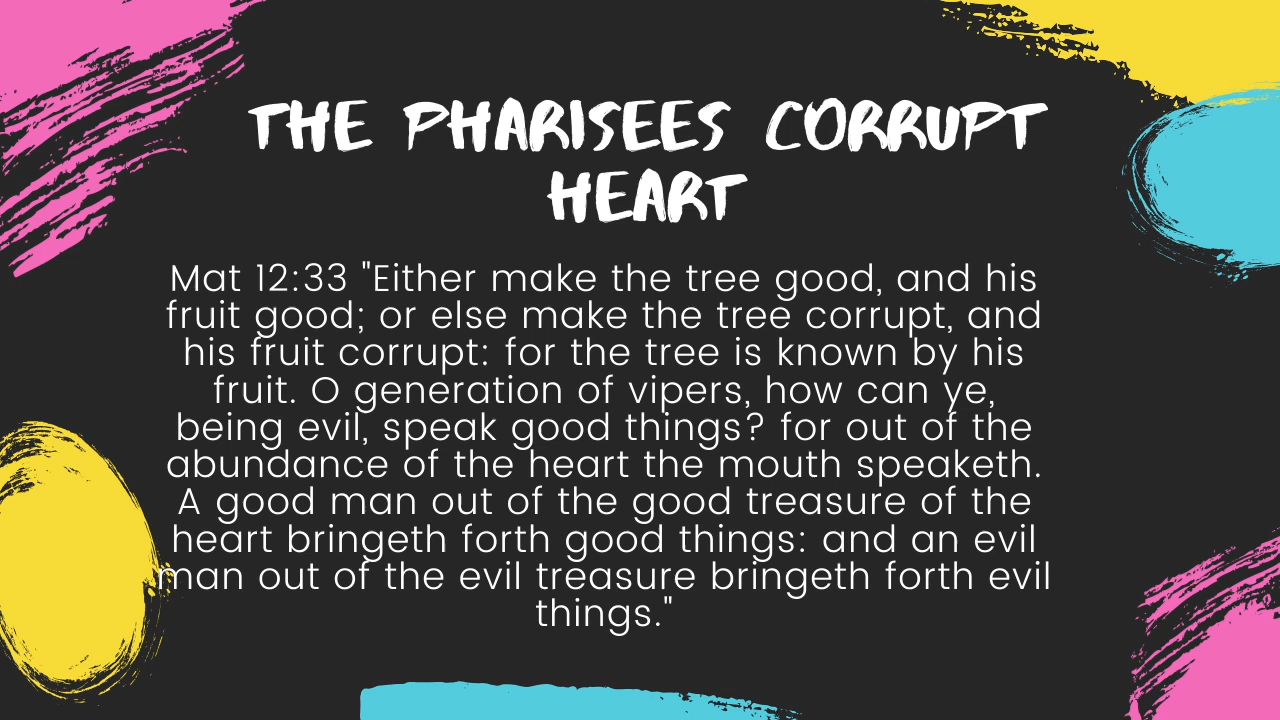 THE PHARISEES CORRUPT
HEART
Mat 12:33 "Either make the tree good, and his
fruit good; or else make the tree corrupt, and
his fruit corrupt: for the tree is known by his
fruit. O generation of vipers, how can ye,
being evil, speak good things? for out of the
abundance of the heart the mouth speaketh.
A good man out of the good treasure of the
heart bringeth forth good things: and an evil
man out of the evil treasure bringeth forth evil
things."